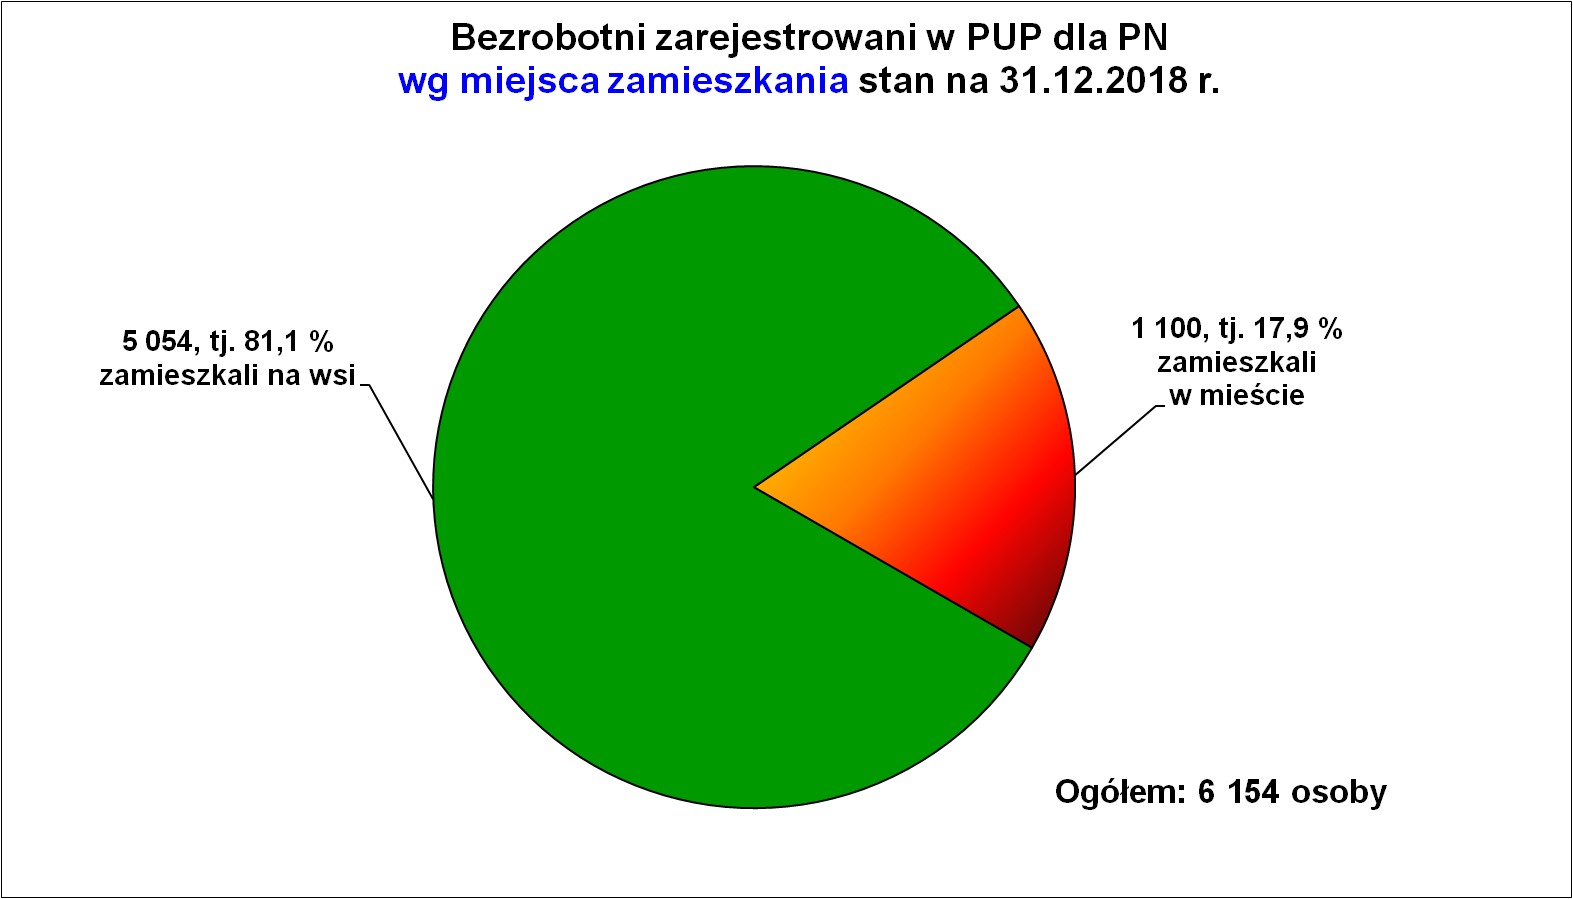 Bezrobotni zarejestrowani w PUP dla PN
wg miejsca zamieszkania stan na 31.12.2018 r.
5 054, tj. 81,1 %
zamieszkali na wsi
1 100, tj. 17,9 %
zamieszkali
w mieście
Ogółem: 6 154 osoby